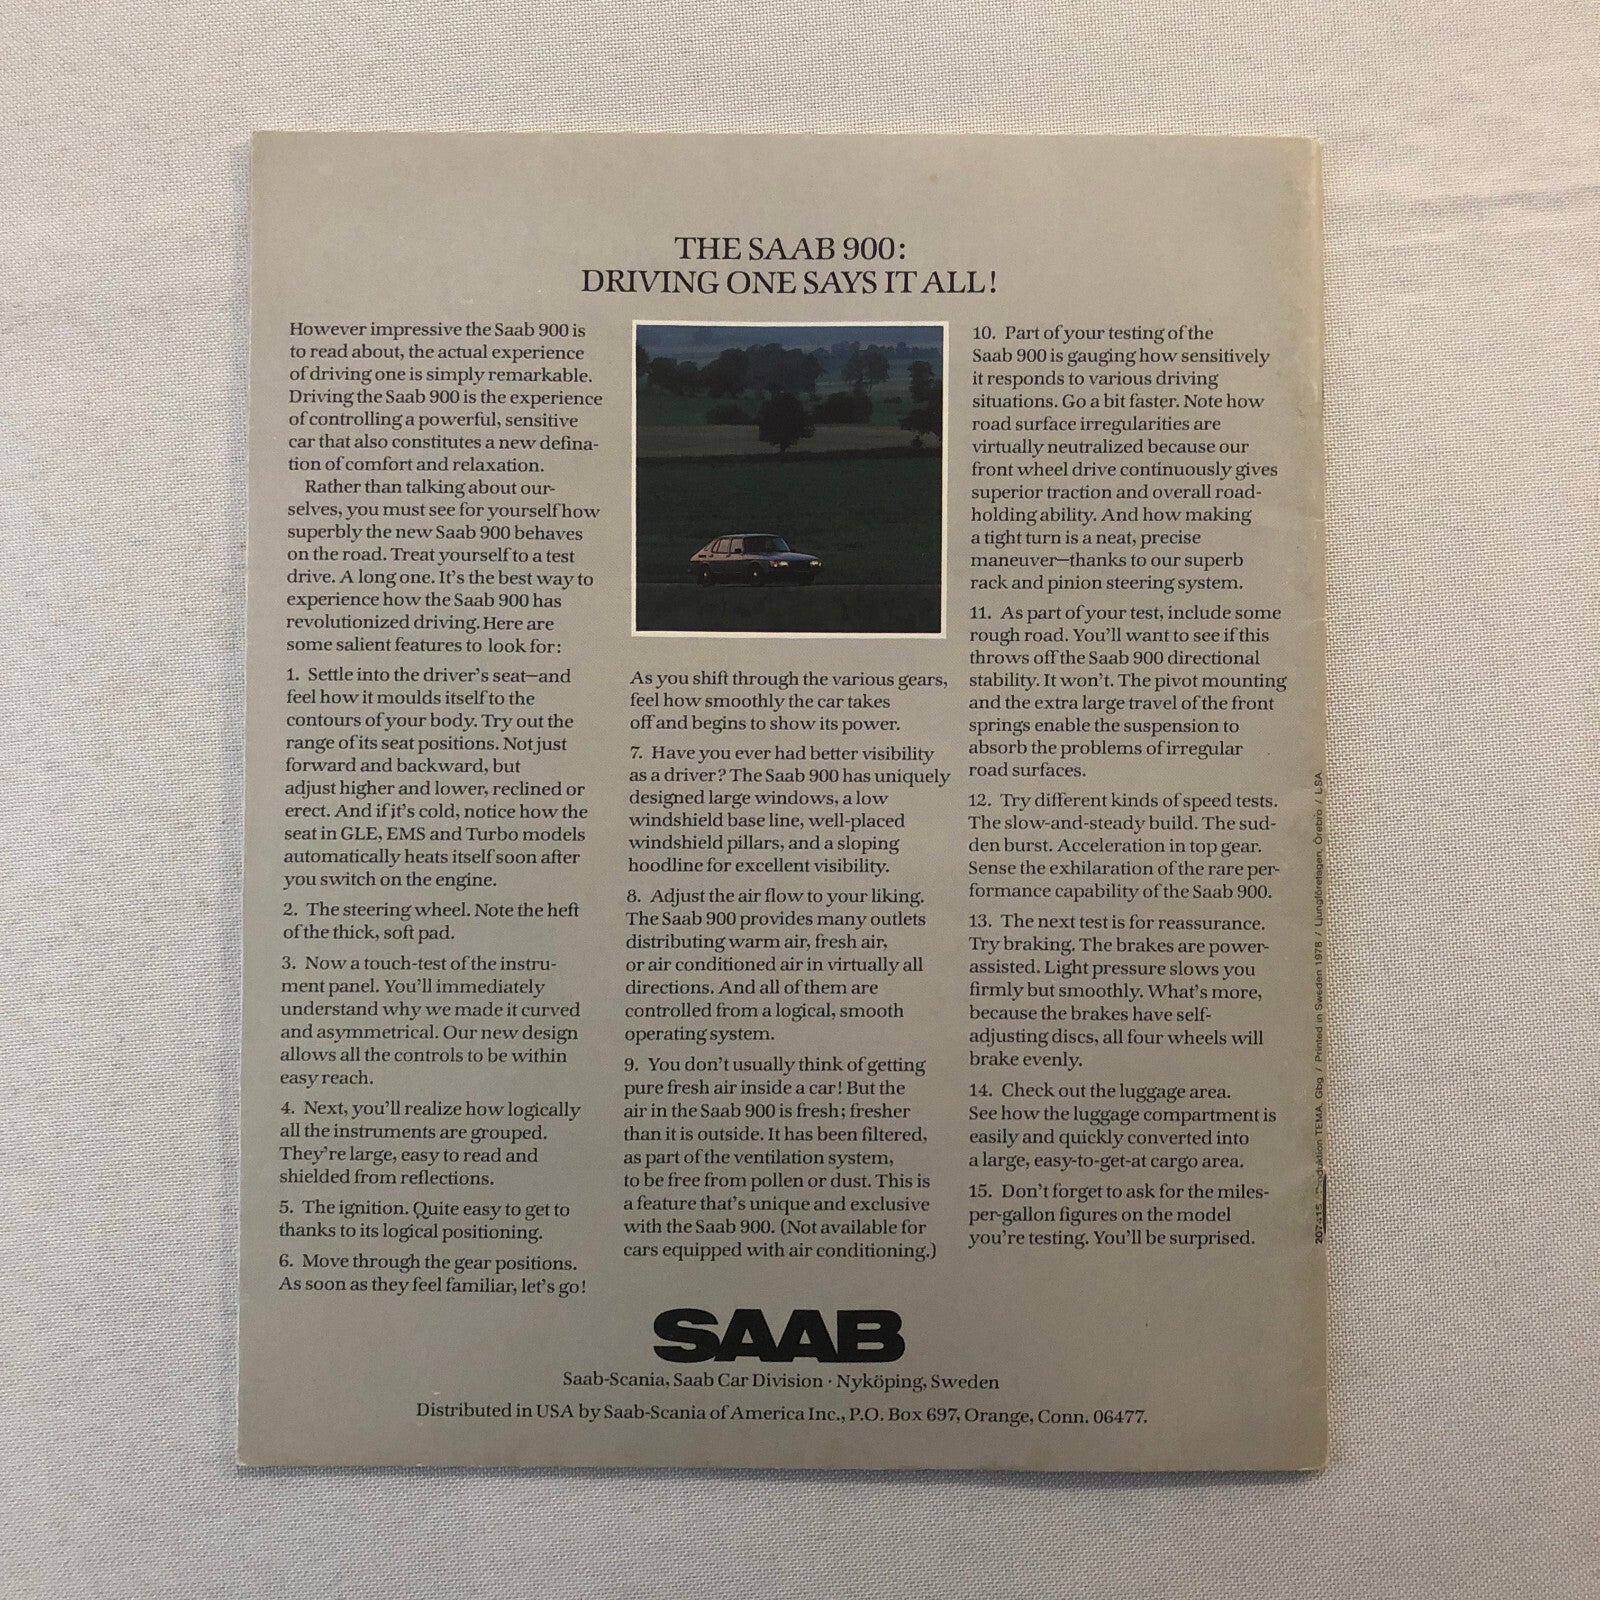 THE SAAB 900:
DRIVING ONE SAYS IT ALL!
However impressive the Saab 900 is
to read about, the actual experience
of driving one is simply remarkable.
Driving the Saab 900 is the experience
of controlling a powerful, sensitive
car that also constitutes a new defina-
tion of comfort and relaxation.
Rather than talking about our-
selves, you must see for yourself how
superbly the new Saab 900 behaves
on the road. Treat yourself to a test
drive. A long one. It's the best way to
experience how the Saab 900 has
revolutionized driving. Here are
some salient features to look for:
1. Settle into the driver's seat—and
feel how it moulds itself to the
contours of your body. Try out the
range of its seat positions. Not just
forward and backward, but
adjust higher and lower, reclined or
erect. And if it's cold, notice how the
seat in GLE, EMS and Turbo models
automatically heats itself soon after
you switch on the engine.
2. The steering wheel. Note the heft
of the thick, soft pad.
3. Now a touch-test of the instru-
ment panel. You'll immediately
understand why we made it curved
and asymmetrical. Our new design
allows all the controls to be within
easy reach.
4. Next, you'll realize how logically
all the instruments are grouped.
They're large, easy to read and
shielded from reflections.
5. The ignition. Quite easy to get to
thanks to its logical positioning.
6. Move through the gear positions.
As soon as they feel familiar, let's go!
As you shift through the various gears,
feel how smoothly the car takes
off and begins to show its power.
7. Have you ever had better visibility
as a driver? The Saab 900 has uniquely
designed large windows, a low
windshield base line, well-placed
windshield pillars, and a sloping
hoodline for excellent visibility.
8. Adjust the air flow to your liking.
The Saab 900 provides many outlets
distributing warm air, fresh air,
or air conditioned air in virtually all
directions. And all of them are
controlled from a logical, smooth
operating system.
9. You don't usually think of getting
pure fresh air inside a car! But the
air in the Saab 900 is fresh; fresher
than it is outside. It has been filtered,
as part of the ventilation system,
to be free from pollen or dust. This is
a feature that's unique and exclusive
with the Saab 900. (Not available for
cars equipped with air conditioning.)
10. Part of your testing of the
Saab 900 is gauging how sensitively
it responds to various driving
situations. Go a bit faster. Note how
road surface irregularities are
virtually neutralized because our
front wheel drive continuously gives
superior traction and overall road-
holding ability. And how making
a tight turn is a neat, precise
maneuver—thanks to our superb
rack and pinion steering system.
11. As part of your test, include some
rough road. You'll want to see if this
throws off the Saab 900 directional
stability. It won't. The pivot mounting
and the extra large travel of the front
springs enable the suspension to
absorb the problems of irregular
road surfaces.
12. Try different kinds of speed tests.
The slow-and-steady build. The sud-
den burst. Acceleration in top gear.
Sense the exhilaration of the rare per-
formance capability of the Saab 900.
13. The next test is for reassurance.
Try braking. The brakes are power-
assisted. Light pressure slows you
firmly but smoothly. What's more,
because the brakes have self-
adjusting discs, all four wheels will
brake evenly.
14. Check out the luggage area.
See how the luggage compartment is
easily and quickly converted into
a large, easy-to-get-at cargo area.
15. Don't forget to ask for the miles-
per-gallon figures on the model
you're testing. You'll be surprised.
207415 / Produktion TEMA, Gbg / Printed in Sweden 1978 / Ljungföretagen, Örebro / LSA
SAAB
Saab-Scania, Saab Car Division · Nyköping, Sweden
Distributed in USA by Saab-Scania of America Inc., P.O. Box 697, Orange, Conn. 06477.